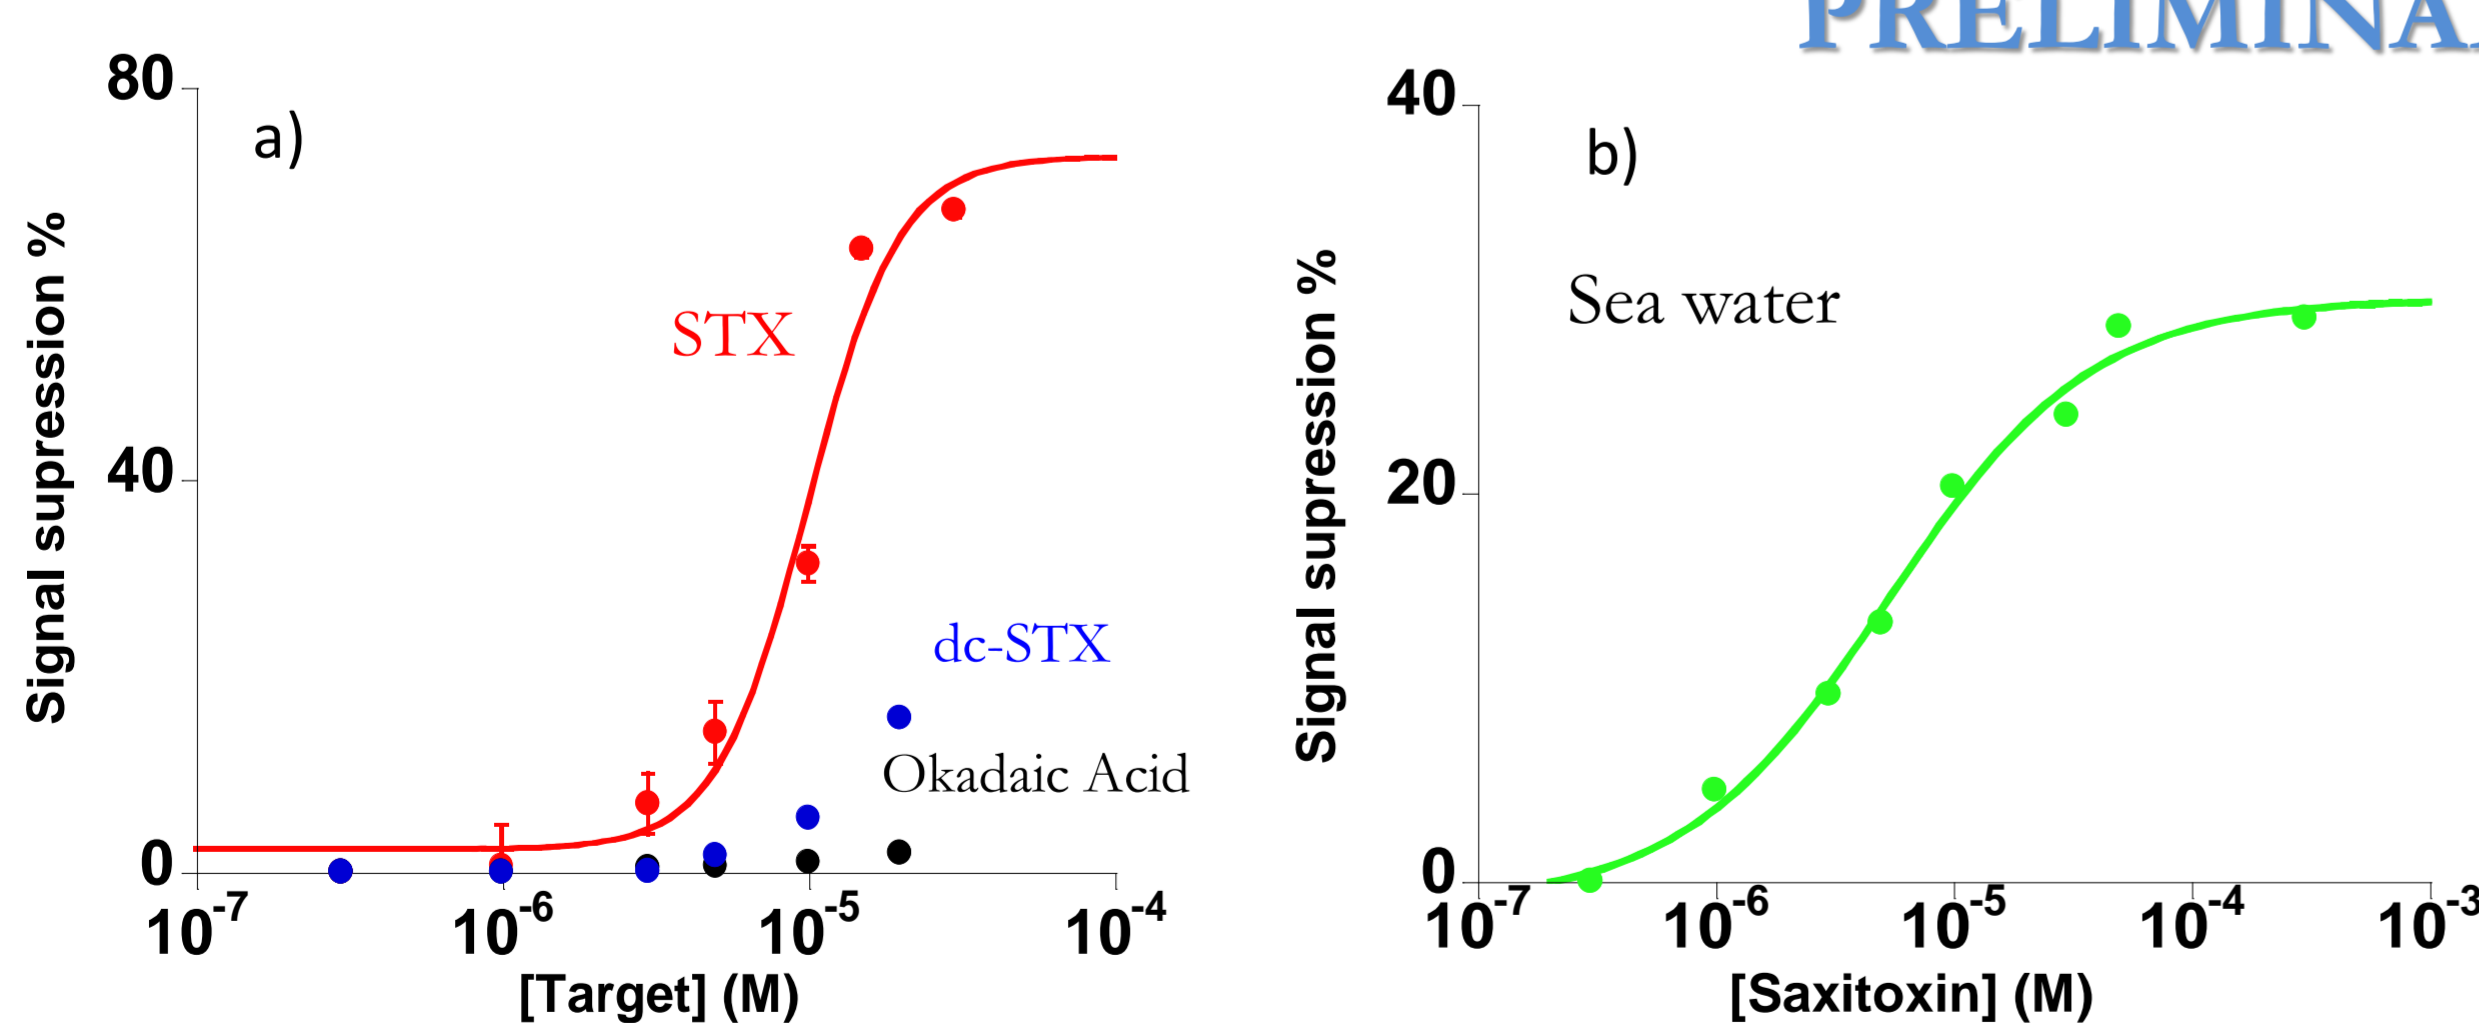 PRELIMINA
80
a)
STX
40
dc-STX
Okadaic Acid
0
10-7
10-6
10-5
10-4
Signal supression %
[Target] (M)
40
b)
Sea water
20
0
10-7
10-6
10-5
10-4
10-3
Signal supression %
[Saxitoxin] (M)